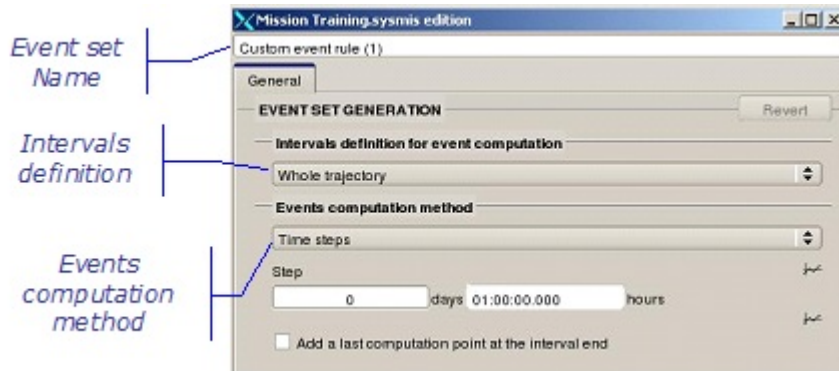 Mission Training.sysmis edition
Event set
Name
Custom event rule (1)
General
EVENT SET GENERATION
Revert
Intervals
definition
Intervals definition for event computation
Whole trajectory
Events computation method
Events
computation
method
Time steps
Step
0 days 01:00:00.000 hours
Add a last computation point at the interval end